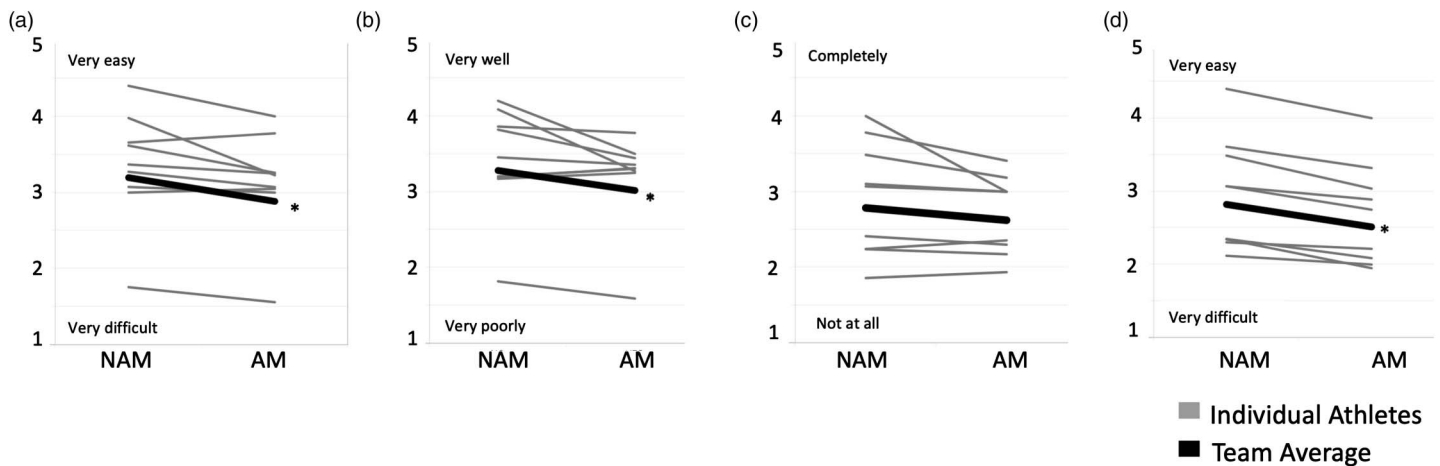 (a)
5
Very easy
4
3
*
2
Very difficult
1
NAM AM
(b)
5
Very well
4
3
*
2
Very poorly
1
NAM AM
(c)
5
Completely
4
3
2
Not at all
1
NAM AM
(d)
5
Very easy
4
3
*
2
Very difficult
1
NAM AM
Individual Athletes
Team Average